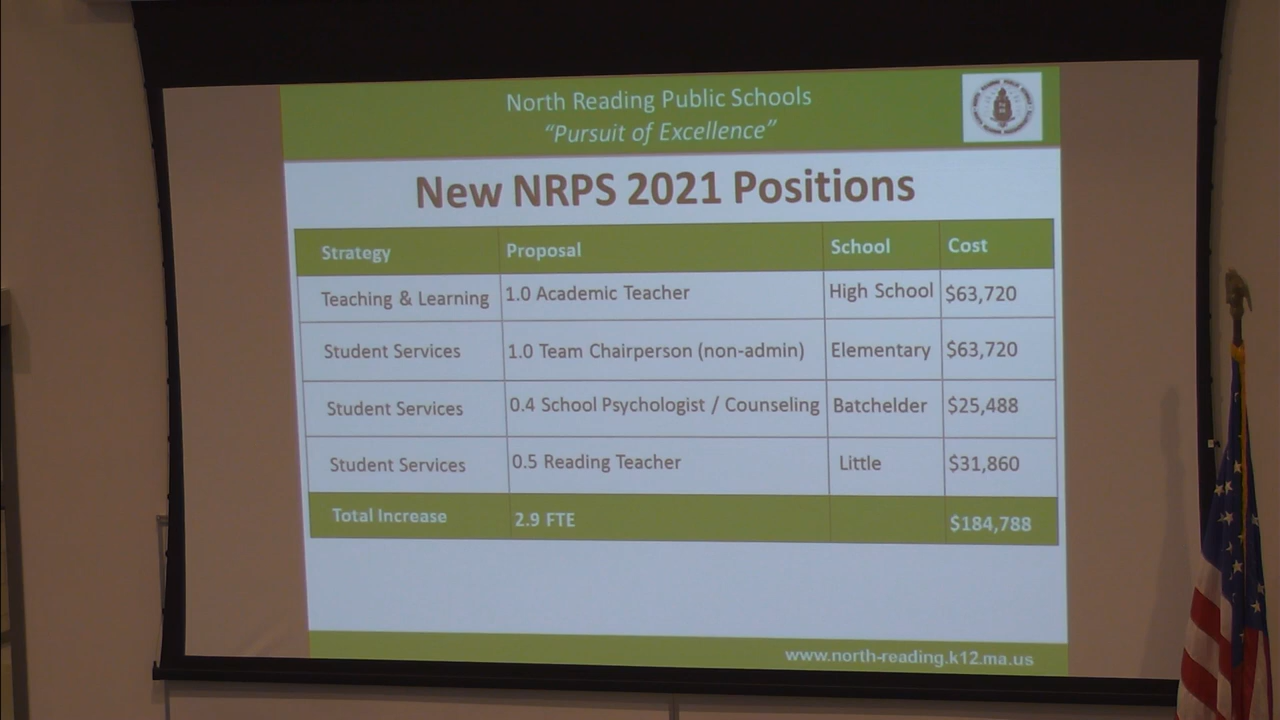 North Reading Public Schools
“Pursuit of Excellence”
New NRPS 2021 Positions
Strategy Proposal School Cost
Teaching & Learning 1.0 Academic Teacher High School $63,720
Student Services 1.0 Team Chairperson (non-admin) Elementary $63,720
Student Services 0.4 School Psychologist / Counseling Batchelder $25,488
Student Services 0.5 Reading Teacher Little $31,860
Total Increase 2.9 FTE $184,788
www.north-reading.k12.ma.us